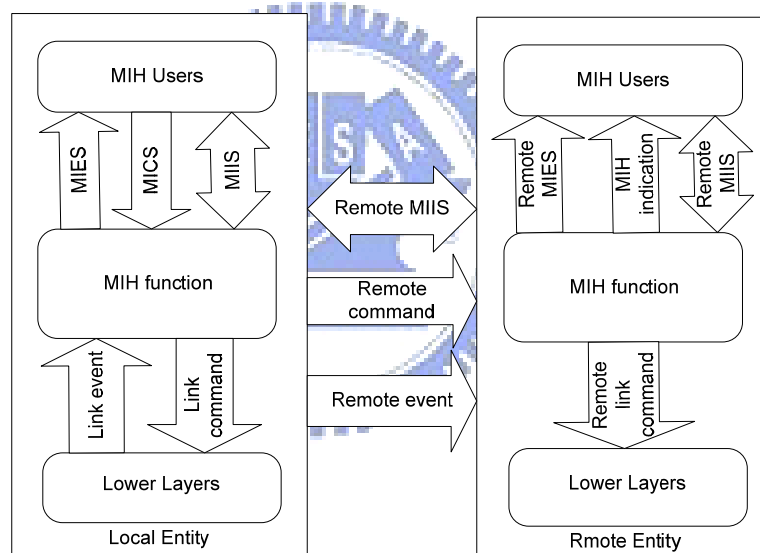 MIH Users
MIES
MICS
MIIS
MIH function
Link event
Link
command
Lower Layers
Local Entity
Remote MIIS
Remote
command
Remote event
MIH Users
Remote
MIES
MIH
indication
Remote
MIIS
MIH function
Remote
link
command
Lower Layers
Rmote Entity
S
A